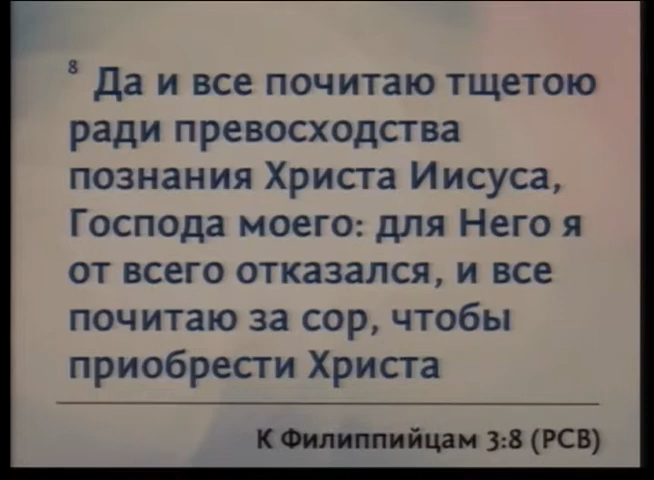 ⁸ Да и все почитаю тщетою
ради превосходства
познания Христа Иисуса,
Господа моего: для Него я
от всего отказался, и все
почитаю за сор, чтобы
приобрести Христа
К Филиппийцам 3:8 (РСВ)